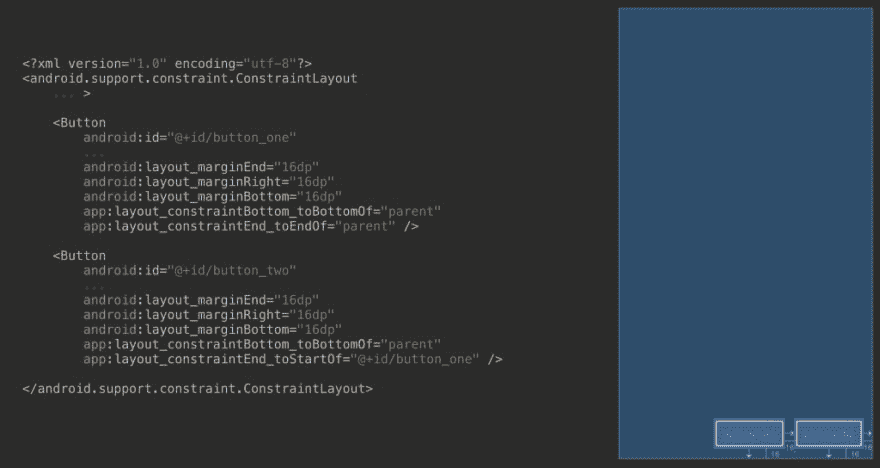 <?xml version="1.0" encoding="utf-8"?>
<android.support.constraint.ConstraintLayout
... >
<Button
android:id="@+id/button_one"
...
android:layout_marginEnd="16dp"
android:layout_marginRight="16dp"
android:layout_marginBottom="16dp"
app:layout_constraintBottom_toBottomOf="parent"
app:layout_constraintEnd_toEndOf="parent" />
<Button
android:id="@+id/button_two"
...
android:layout_marginEnd="16dp"
android:layout_marginRight="16dp"
android:layout_marginBottom="16dp"
app:layout_constraintBottom_toBottomOf="parent"
app:layout_constraintEnd_toStartOf="@+id/button_one" />
</android.support.constraint.ConstraintLayout>
16 16
16 16